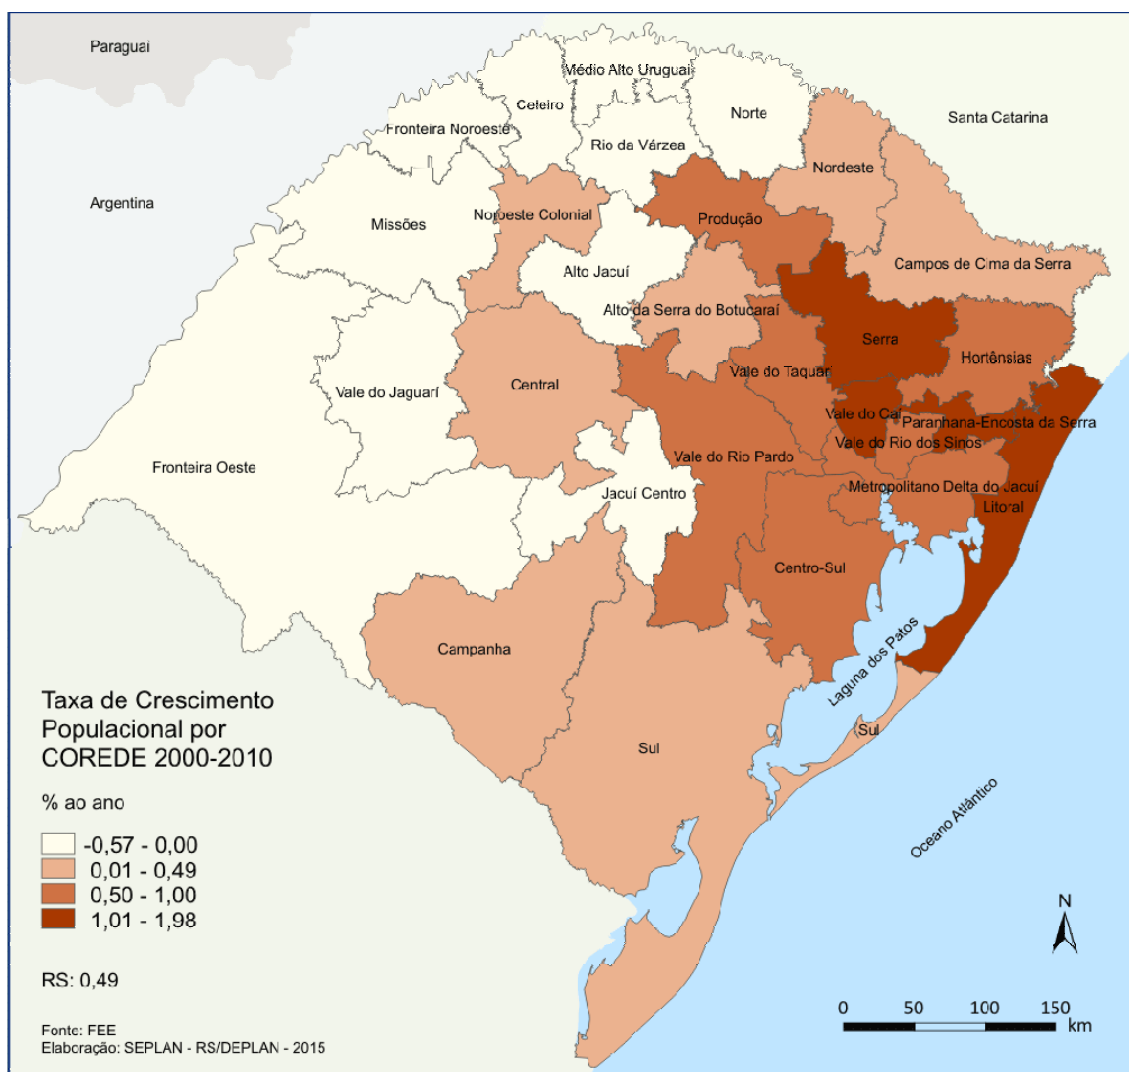 Paraguai
Médio Alto Uruguai
Celeiro
Norte
Santa Catarina
Fronteira Noroeste
Rio da Várzea
Nordeste
Argentina
Missões
Noroeste Colonial
Produção
Alto Jacuí
Campos de Cima da Serra
Alto da Serra do Botucaraí
Serra
Hortênsias
Vale do Taquari
Central
Vale do Jaguarí
Vale do Caí
Paranhana-Encosta da Serra
Vale do Rio dos Sinos
Vale do Rio Pardo
Fronteira Oeste
Metropolitano Delta do Jacuí
Jacuí Centro
Litoral
Centro-Sul
Campanha
Laguna dos Patos
Sul
Sul
Oceano Atlântico
Taxa de Crescimento
Populacional por
COREDE 2000-2010
% ao ano
-0,57 - 0,00
0,01 - 0,49
0,50 - 1,00
1,01 - 1,98
RS: 0,49
Fonte: FEE
Elaboração: SEPLAN - RS/DEPLAN - 2015
N
0 50 100 150
km